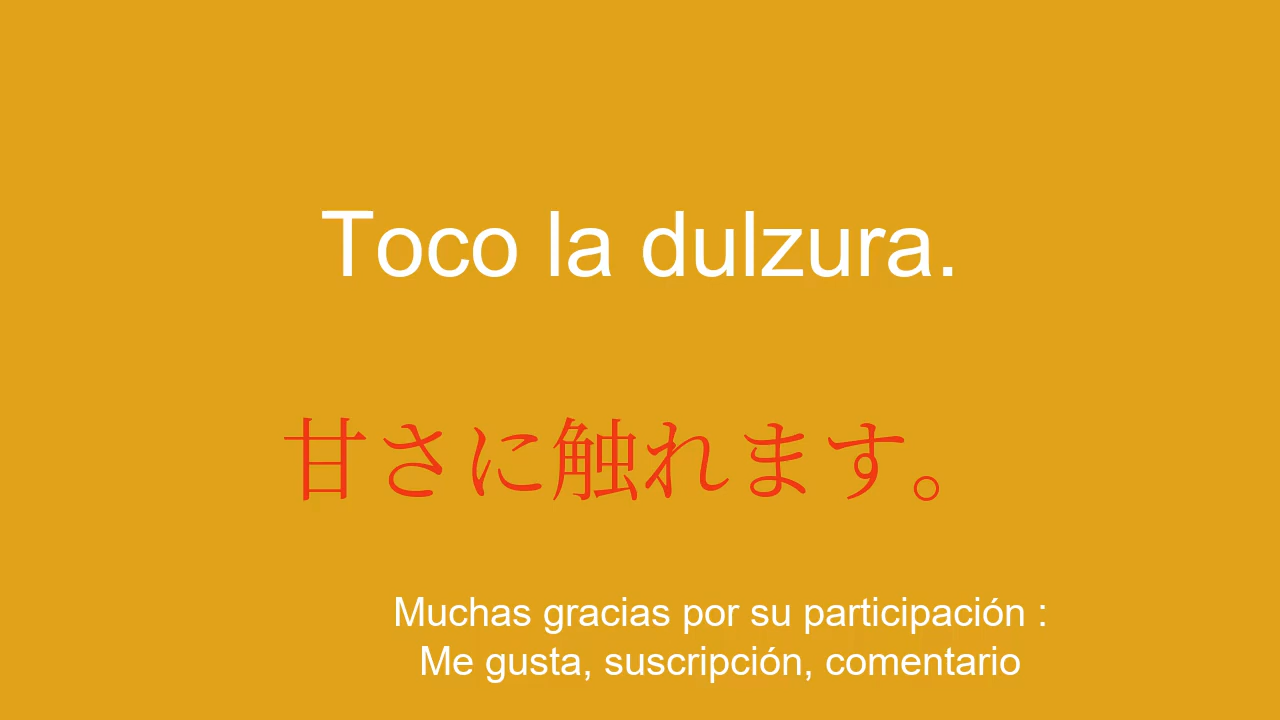 Toco la dulzura.
甘さに触れます。
Muchas gracias por su participación :
Me gusta, suscripción, comentario